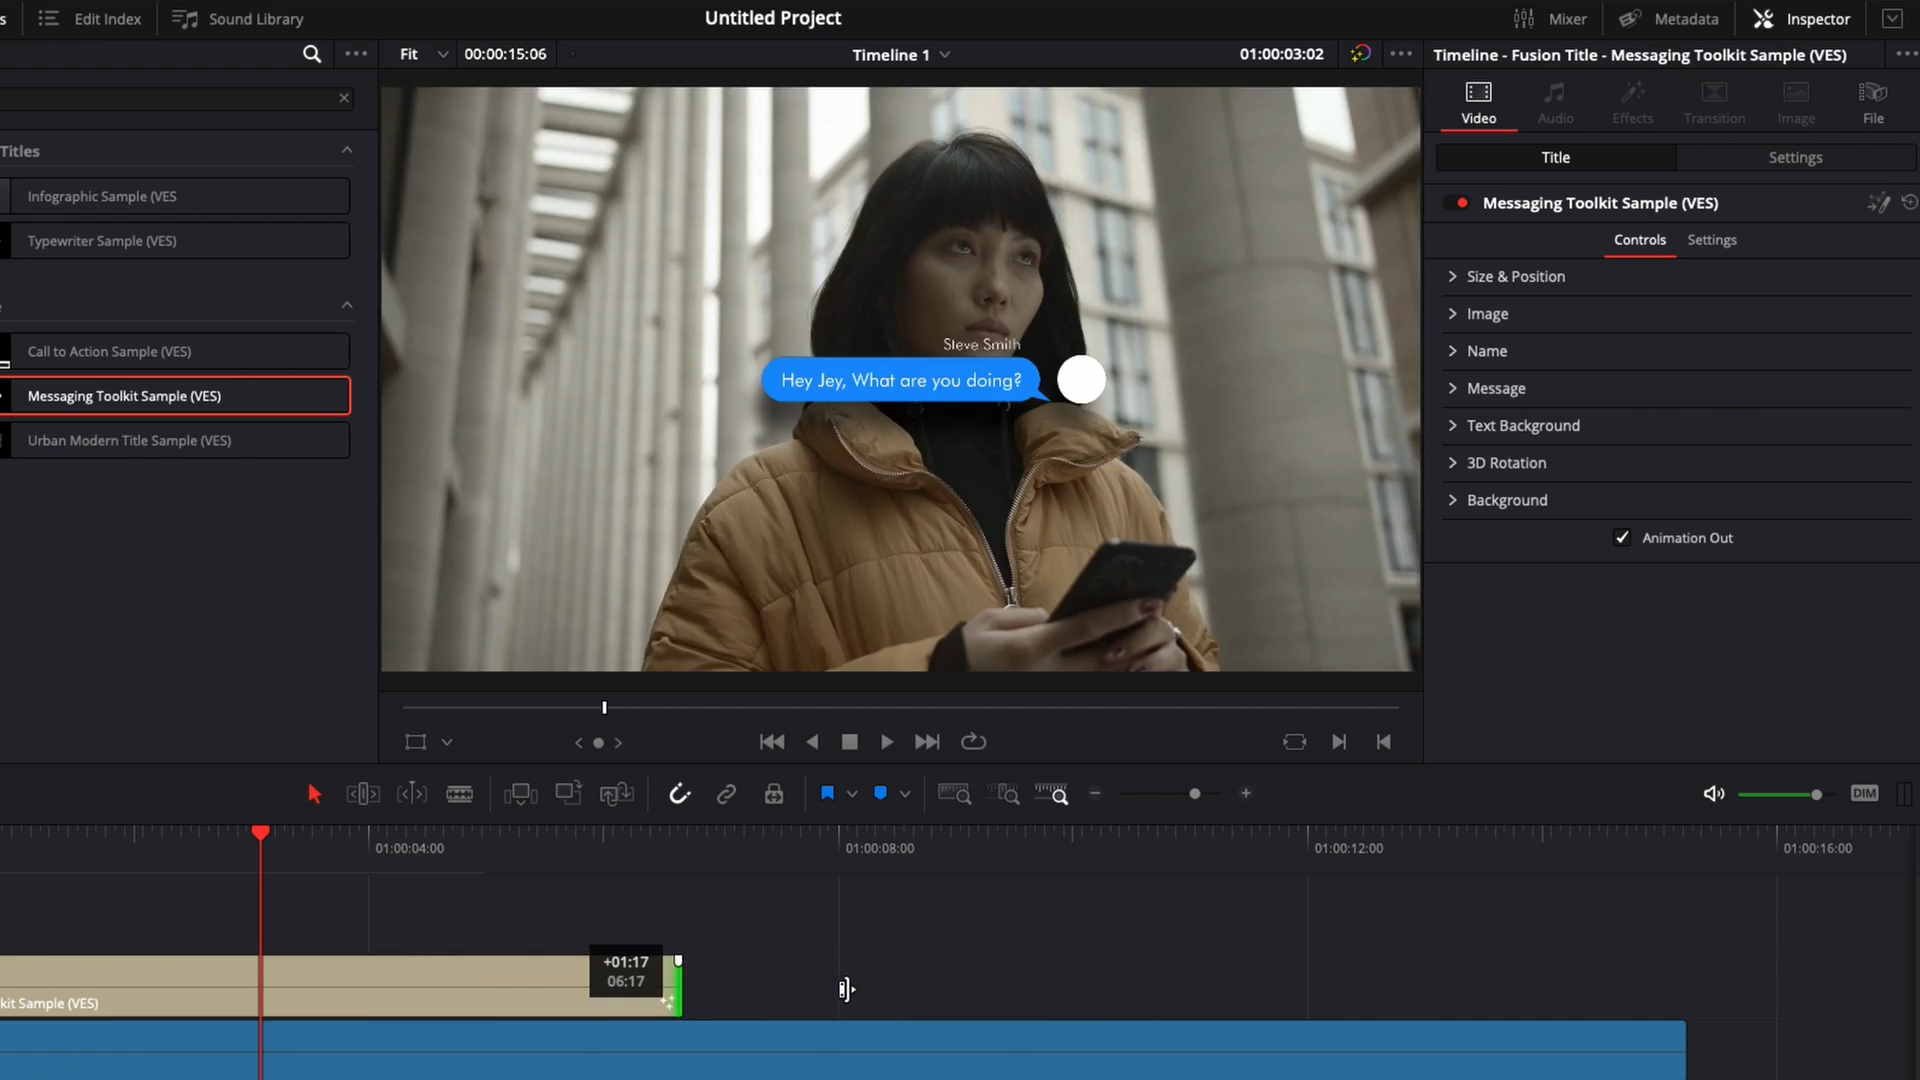 s
Edit Index
Sound Library
Untitled Project
Mixer
Metadata
Inspector
Fit
00:00:15:06
Timeline 1
01:00:03:02
Timeline - Fusion Title - Messaging Toolkit Sample (VES)
Video
Audio
Effects
Transition
Image
File
Titles
Title
Settings
Infographic Sample (VES
Messaging Toolkit Sample (VES)
Typewriter Sample (VES)
Controls
Settings
Size & Position
Image
Name
Call to Action Sample (VES)
Message
Messaging Toolkit Sample (VES)
Text Background
Urban Modern Title Sample (VES)
3D Rotation
Background
Animation Out
Steve Smith
Hey Jey, What are you doing?
DIM
01:00:04:00
01:00:08:00
01:00:12:00
01:00:16:00
+01:17
06:17
kit Sample (VES)